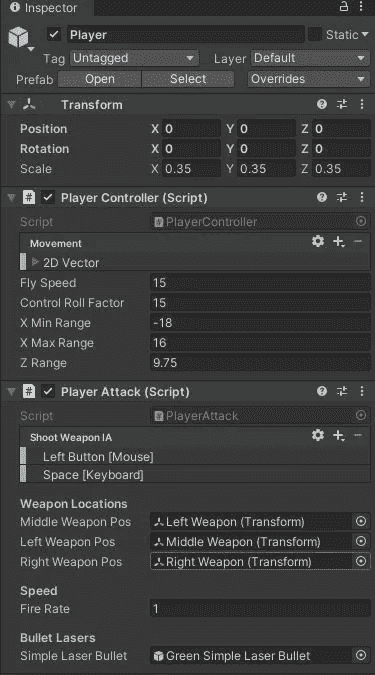 Inspector
Player Static
Tag Untagged Layer Default
Prefab Open Select Overrides
Transform
Position X 0 Y 0 Z 0
Rotation X 0 Y 0 Z 0
Scale X 0.35 Y 0.35 Z 0.35
Player Controller (Script)
Script PlayerController
Movement
2D Vector
Fly Speed 15
Control Roll Factor 15
X Min Range -18
X Max Range 16
Z Range 9.75
Player Attack (Script)
Script PlayerAttack
Shoot Weapon IA
Left Button [Mouse]
Space [Keyboard]
Weapon Locations
Middle Weapon Pos Left Weapon (Transform)
Left Weapon Pos Middle Weapon (Transform)
Right Weapon Pos Right Weapon (Transform)
Speed
Fire Rate 1
Bullet Lasers
Simple Laser Bullet Green Simple Laser Bullet